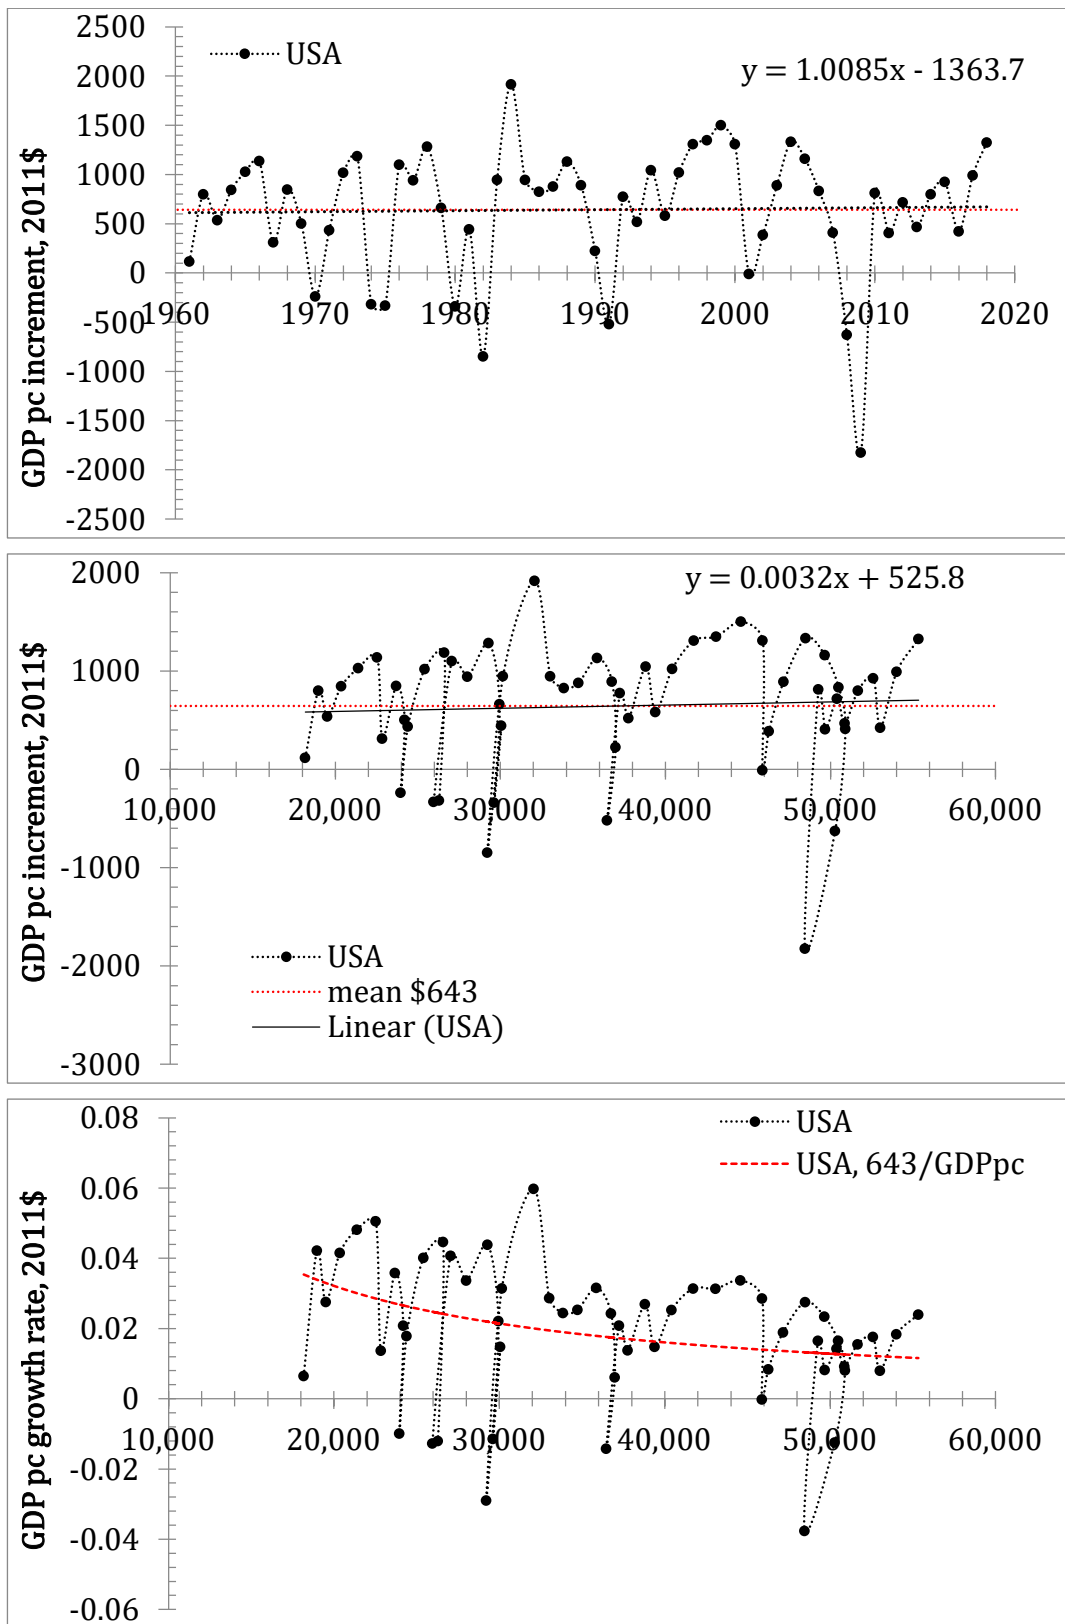 2500
USA
y = 1.0085x - 1363.7
2000
1500
1000
500
0
1960 1970 1980 1990 2000 2010 2020
-500
-1000
-1500
-2000
-2500
GDP pc increment, 2011$
2000
y = 0.0032x + 525.8
1000
0
10,000 20,000 30,000 40,000 50,000 60,000
-1000
USA
-2000
mean $643
Linear (USA)
-3000
GDP pc increment, 2011$
0.08
USA
USA, 643/GDPpc
0.06
0.04
0.02
0
10,000 20,000 30,000 40,000 50,000 60,000
-0.02
-0.04
-0.06
GDP pc growth rate, 2011$